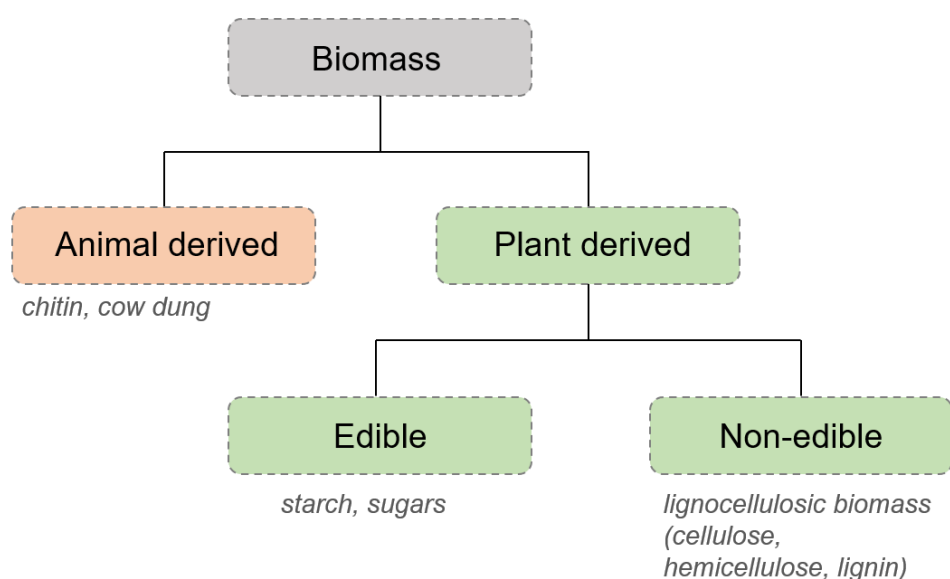 Biomass
Animal derived
Plant derived
chitin, cow dung
Edible
Non-edible
starch, sugars
lignocellulosic biomass
(cellulose,
hemicellulose, lignin)